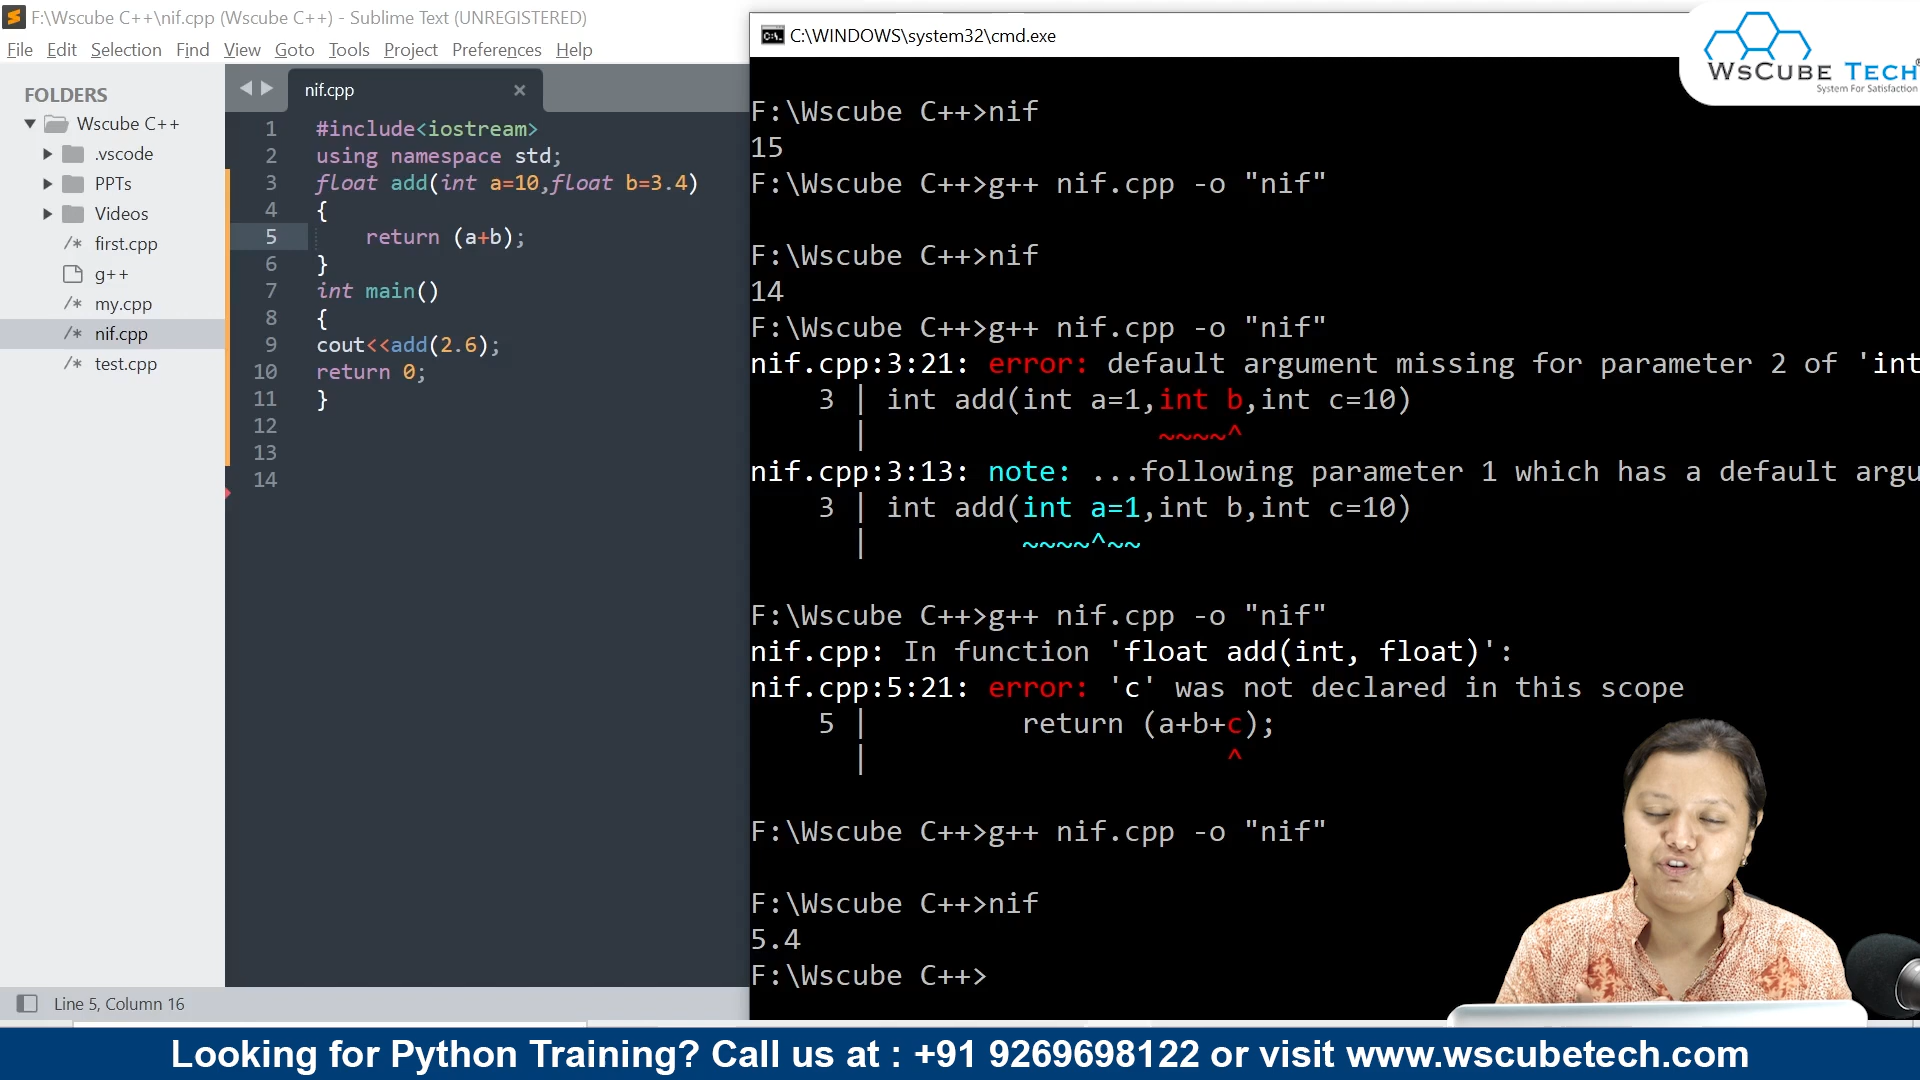 F:\Wscube C++\nif.cpp (Wscube C++) - Sublime Text (UNREGISTERED)
File Edit Selection Find View Goto Tools Project Preferences Help
FOLDERS
Wscube C++
.vscode
PPTs
Videos
/* first.cpp
g++
/* my.cpp
/* nif.cpp
/* test.cpp
nif.cpp ×
1 #include<iostream>
2 using namespace std;
3 float add(int a=10,float b=3.4)
4 {
5 return (a+b);
6 }
7 int main()
8 {
9 cout<<add(2.6);
10 return 0;
11 }
12
13
14
Line 5, Column 16
C:\WINDOWS\system32\cmd.exe
F:\Wscube C++>nif
15
F:\Wscube C++>g++ nif.cpp -o "nif"
F:\Wscube C++>nif
14
F:\Wscube C++>g++ nif.cpp -o "nif"
nif.cpp:3:21: error: default argument missing for parameter 2 of 'int
3 | int add(int a=1,int b,int c=10)
| ~~~~^
nif.cpp:3:13: note: ...following parameter 1 which has a default argu
3 | int add(int a=1,int b,int c=10)
| ~~~~^~~
F:\Wscube C++>g++ nif.cpp -o "nif"
nif.cpp: In function 'float add(int, float)':
nif.cpp:5:21: error: 'c' was not declared in this scope
5 | return (a+b+c);
| ^
F:\Wscube C++>g++ nif.cpp -o "nif"
F:\Wscube C++>nif
5.4
F:\Wscube C++>
WSCUBE TECH®
System For Satisfaction
Looking for Python Training? Call us at : +91 9269698122 or visit www.wscubetech.com